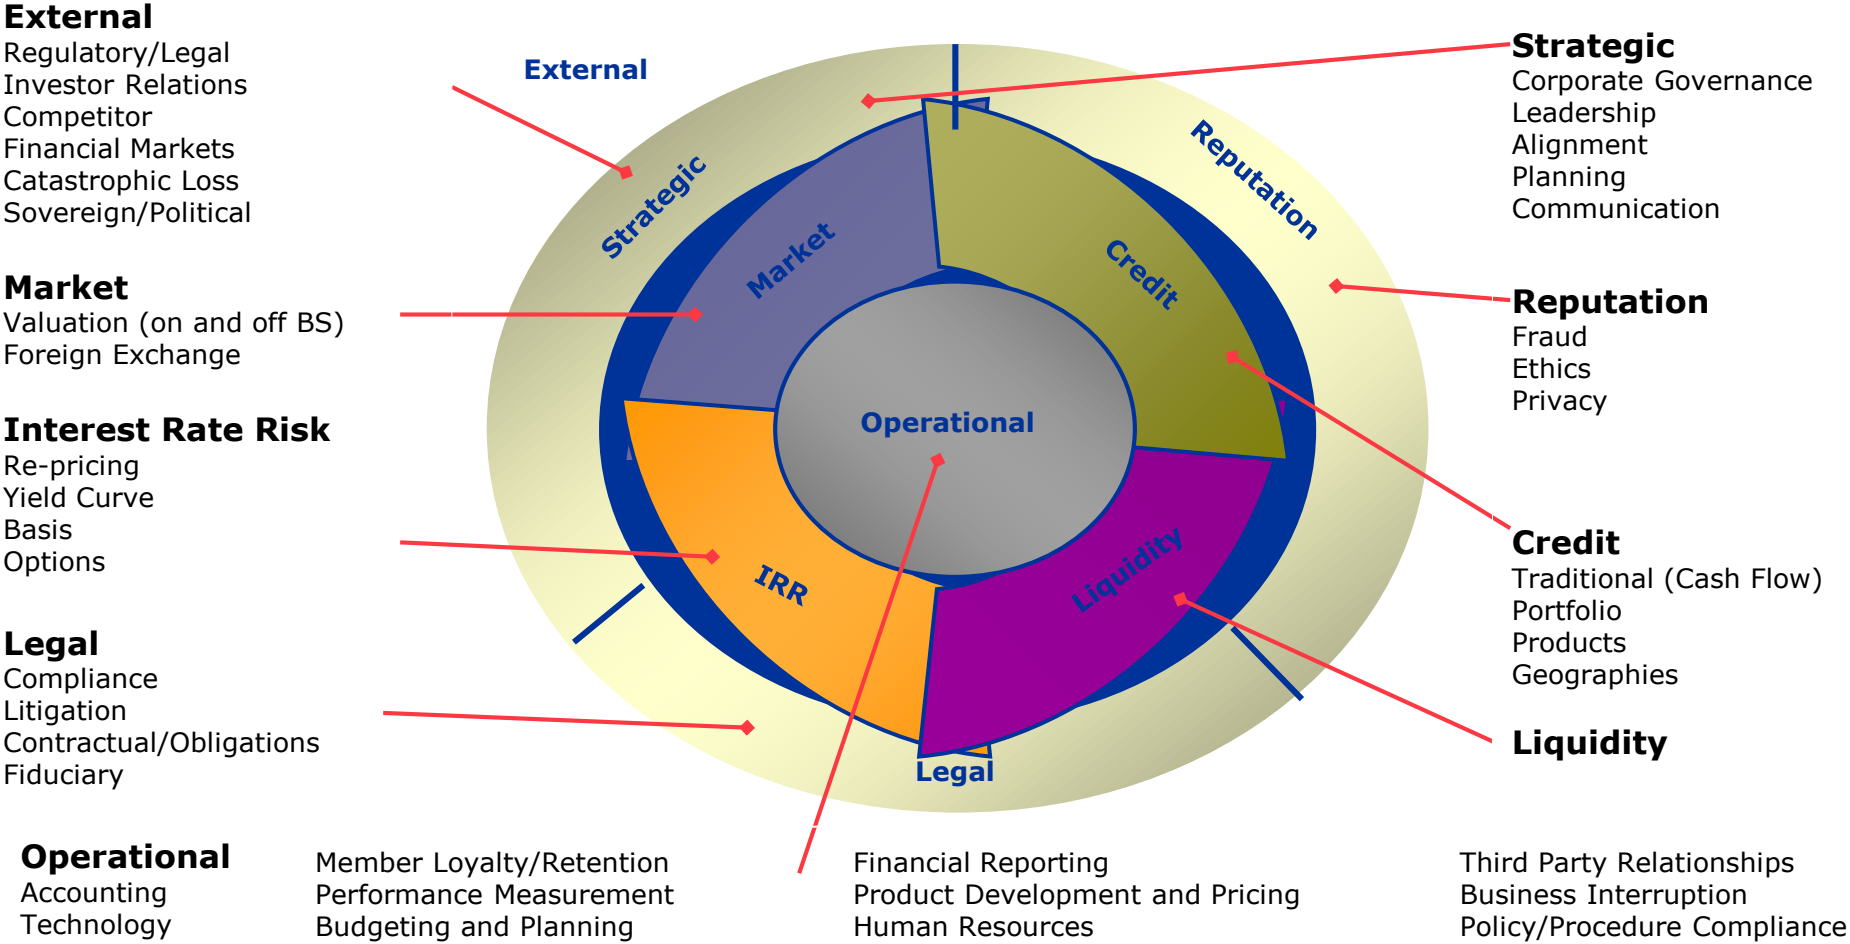 External
Regulatory/Legal
Investor Relations
Competitor
Financial Markets
Catastrophic Loss
Sovereign/Political
Market
Valuation (on and off BS)
Foreign Exchange
Interest Rate Risk
Re-pricing
Yield Curve
Basis
Options
Legal
Compliance
Litigation
Contractual/Obligations
Fiduciary
External
Strategic
Reputation
Market
Credit
Operational
IRR
Liquidity
Legal
Strategic
Corporate Governance
Leadership
Alignment
Planning
Communication
Reputation
Fraud
Ethics
Privacy
Credit
Traditional (Cash Flow)
Portfolio
Products
Geographies
Liquidity
Operational
Accounting
Technology
Member Loyalty/Retention
Performance Measurement
Budgeting and Planning
Financial Reporting
Product Development and Pricing
Human Resources
Third Party Relationships
Business Interruption
Policy/Procedure Compliance